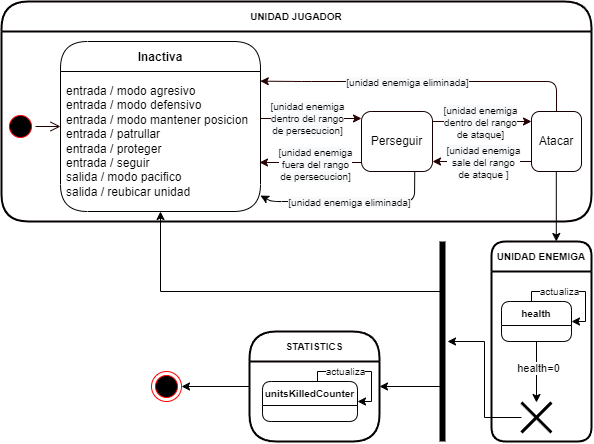 UNIDAD JUGADOR
Inactiva
entrada / modo agresivo
entrada / modo defensivo
entrada / modo mantener posicion
entrada / patrullar
entrada / proteger
entrada / seguir
salida / modo pacifico
salida / reubicar unidad
[unidad enemiga eliminada]
[unidad enemiga
dentro del rango
de persecucion]
[unidad enemiga
fuera del rango
de persecucion]
[unidad enemiga eliminada]
Perseguir
[unidad enemiga
dentro del rango
de ataque]
[unidad enemiga
sale del rango
de ataque ]
Atacar
UNIDAD ENEMIGA
actualiza
health
health=0
STATISTICS
actualiza
unitsKilledCounter